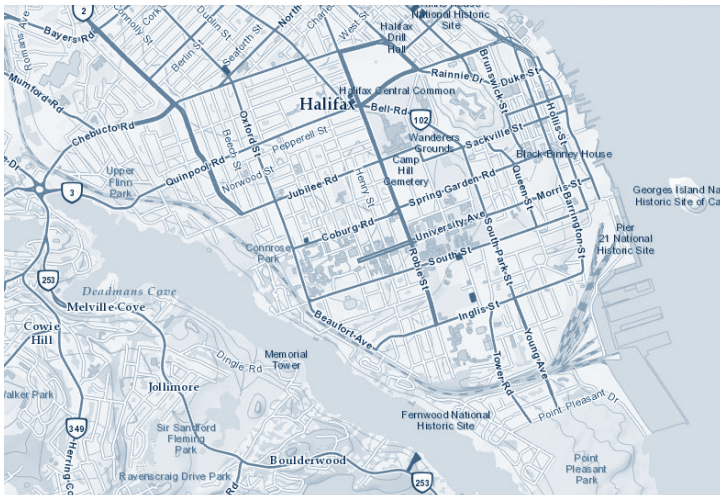 2
National Historic
Site
Bayers Rd
Connolly St
Dublin St
Seaforth St
Berlin St
West St
Halifax
Drill
Hall
Rainnie Dr
Duke St
Brunswick St
Mumford Rd
Halifax
Halifax Central Common
Bell Rd
102
Hollis St
Chebucto Rd
Oxford St
Beech St
Pepperell St
Wanderers
Grounds
Sackville St
Black-Binney House
Camp
Hill
Cemetery
Quinpool Rd
Upper
Flinn
Park
Norwood St
Jubilee Rd
Henry St
Spring Garden Rd
Queen St
Morris St
3
Georges Island Na
Historic Site of Ca
Coburg Rd
University Ave
Barrington St
Pier
21 National
Historic Site
Connrose
Park
South St
South Park St
Robie St
253
Deadmans Cove
Melville Cove
Beaufort Ave
Inglis St
Cowie
Hill
Dingle Rd
Memorial
Tower
Young Ave
Tower Rd
Jollimore
Walker Park
Point Pleasant Dr
Fernwood National
Historic Site
349
Herring Co
Sir Sandford
Fleming
Park
Boulderwood
Ravenscraig Drive Park
Rd
253
Point
Pleasant
Park